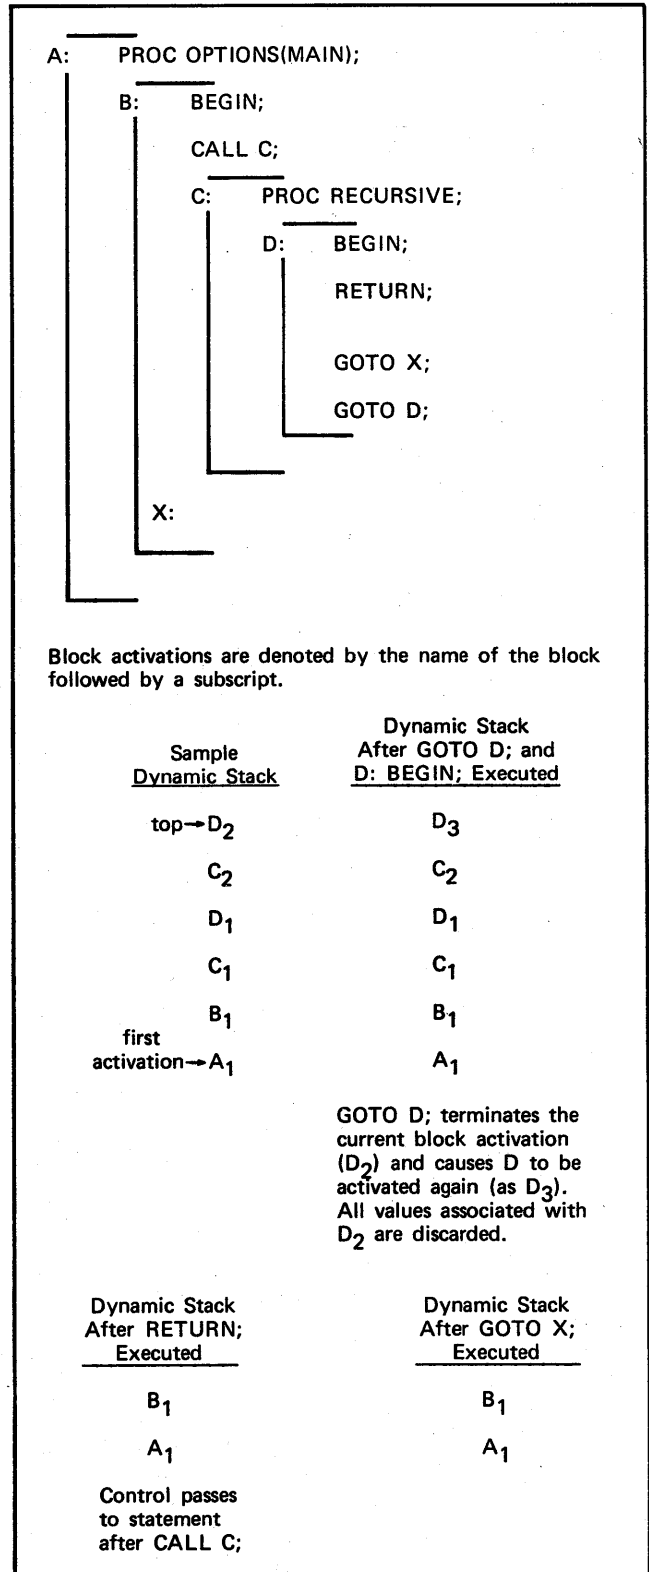 A: PROC OPTIONS(MAIN);
B: BEGIN;
CALL C;
C: PROC RECURSIVE;
D: BEGIN;
RETURN;
GOTO X;
GOTO D;
X:
Block activations are denoted by the name of the block
followed by a subscript.
Sample
Dynamic Stack
top→D2
C2
D1
C1
B1
first
activation→A1
Dynamic Stack
After GOTO D; and
D: BEGIN; Executed
D3
C2
D1
C1
B1
A1
GOTO D; terminates the
current block activation
(D2) and causes D to be
activated again (as D3).
All values associated with
D2 are discarded.
Dynamic Stack
After RETURN;
Executed
B1
A1
Control passes
to statement
after CALL C;
Dynamic Stack
After GOTO X;
Executed
B1
A1